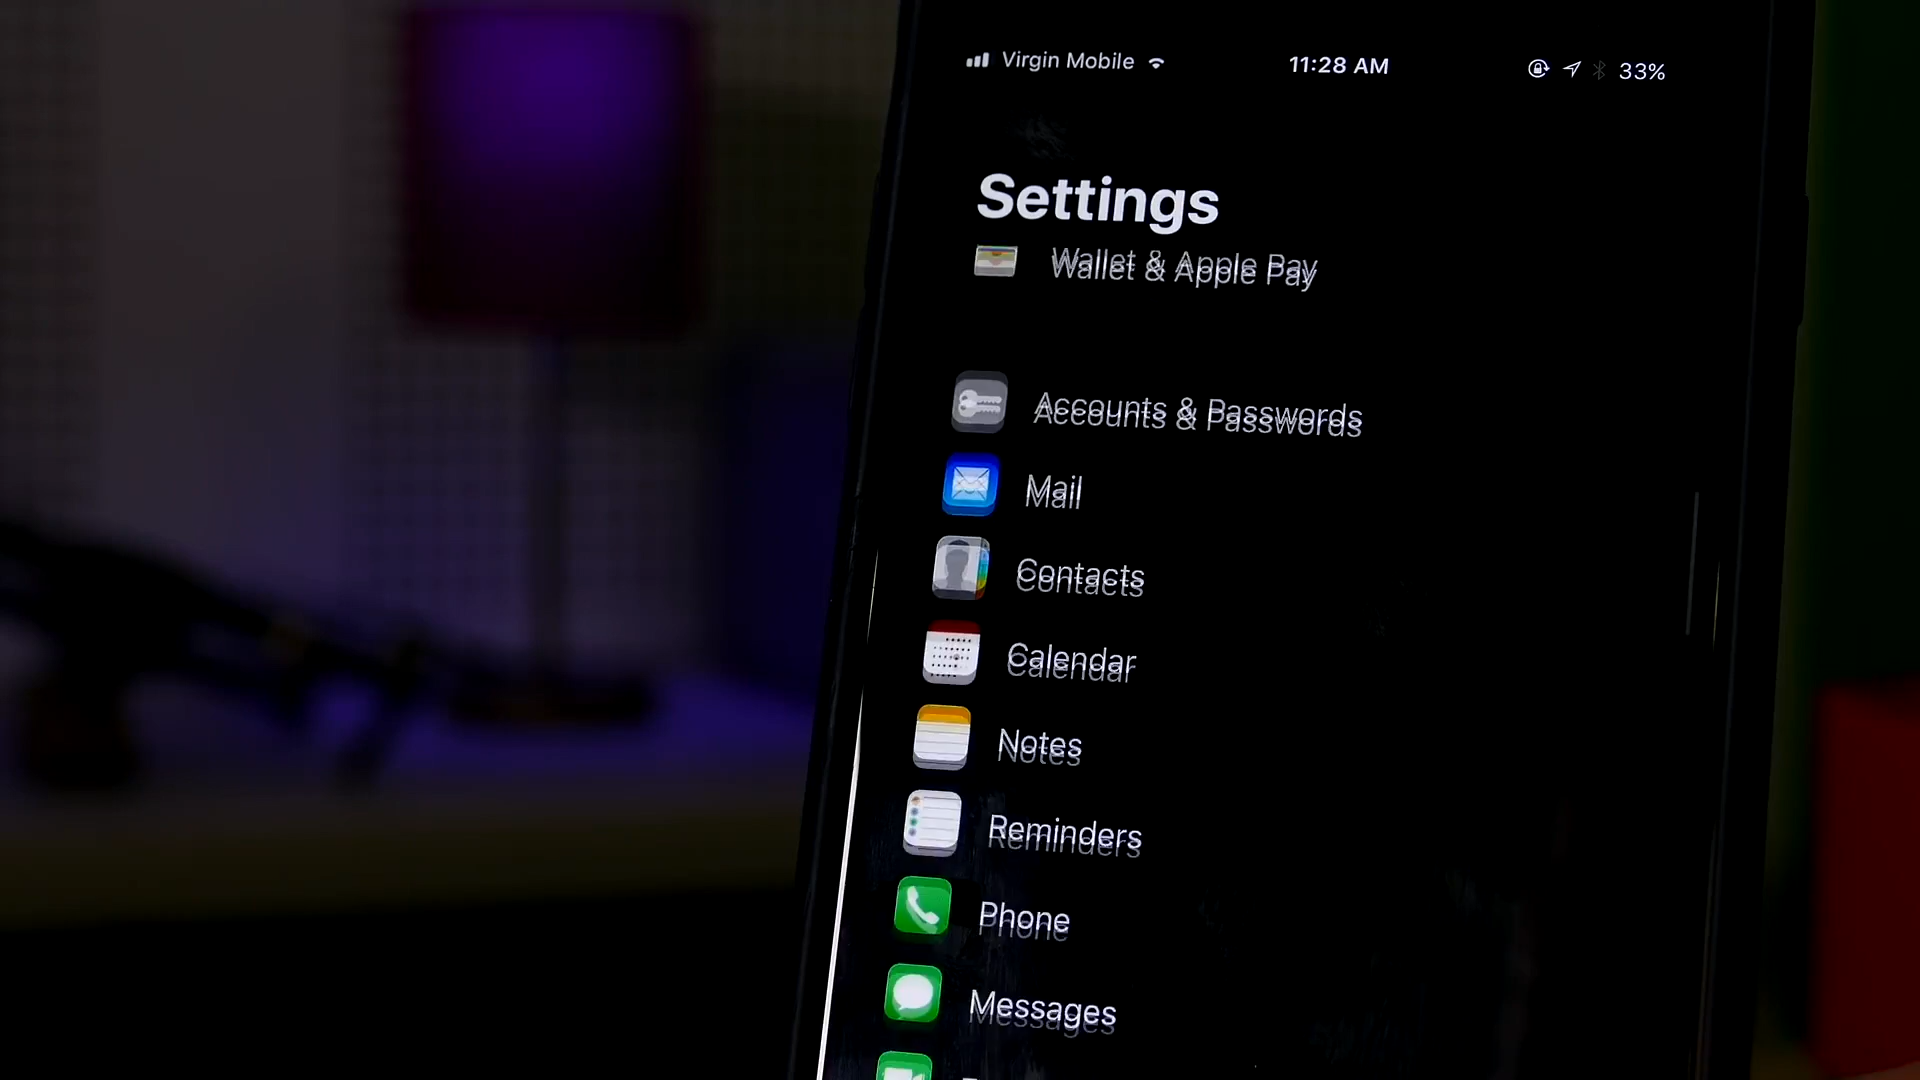 Virgin Mobile 11:28 AM 33%
Settings
Wallet & Apple Pay
Accounts & Passwords
Mail
Contacts
Calendar
Notes
Reminders
Phone
Messages